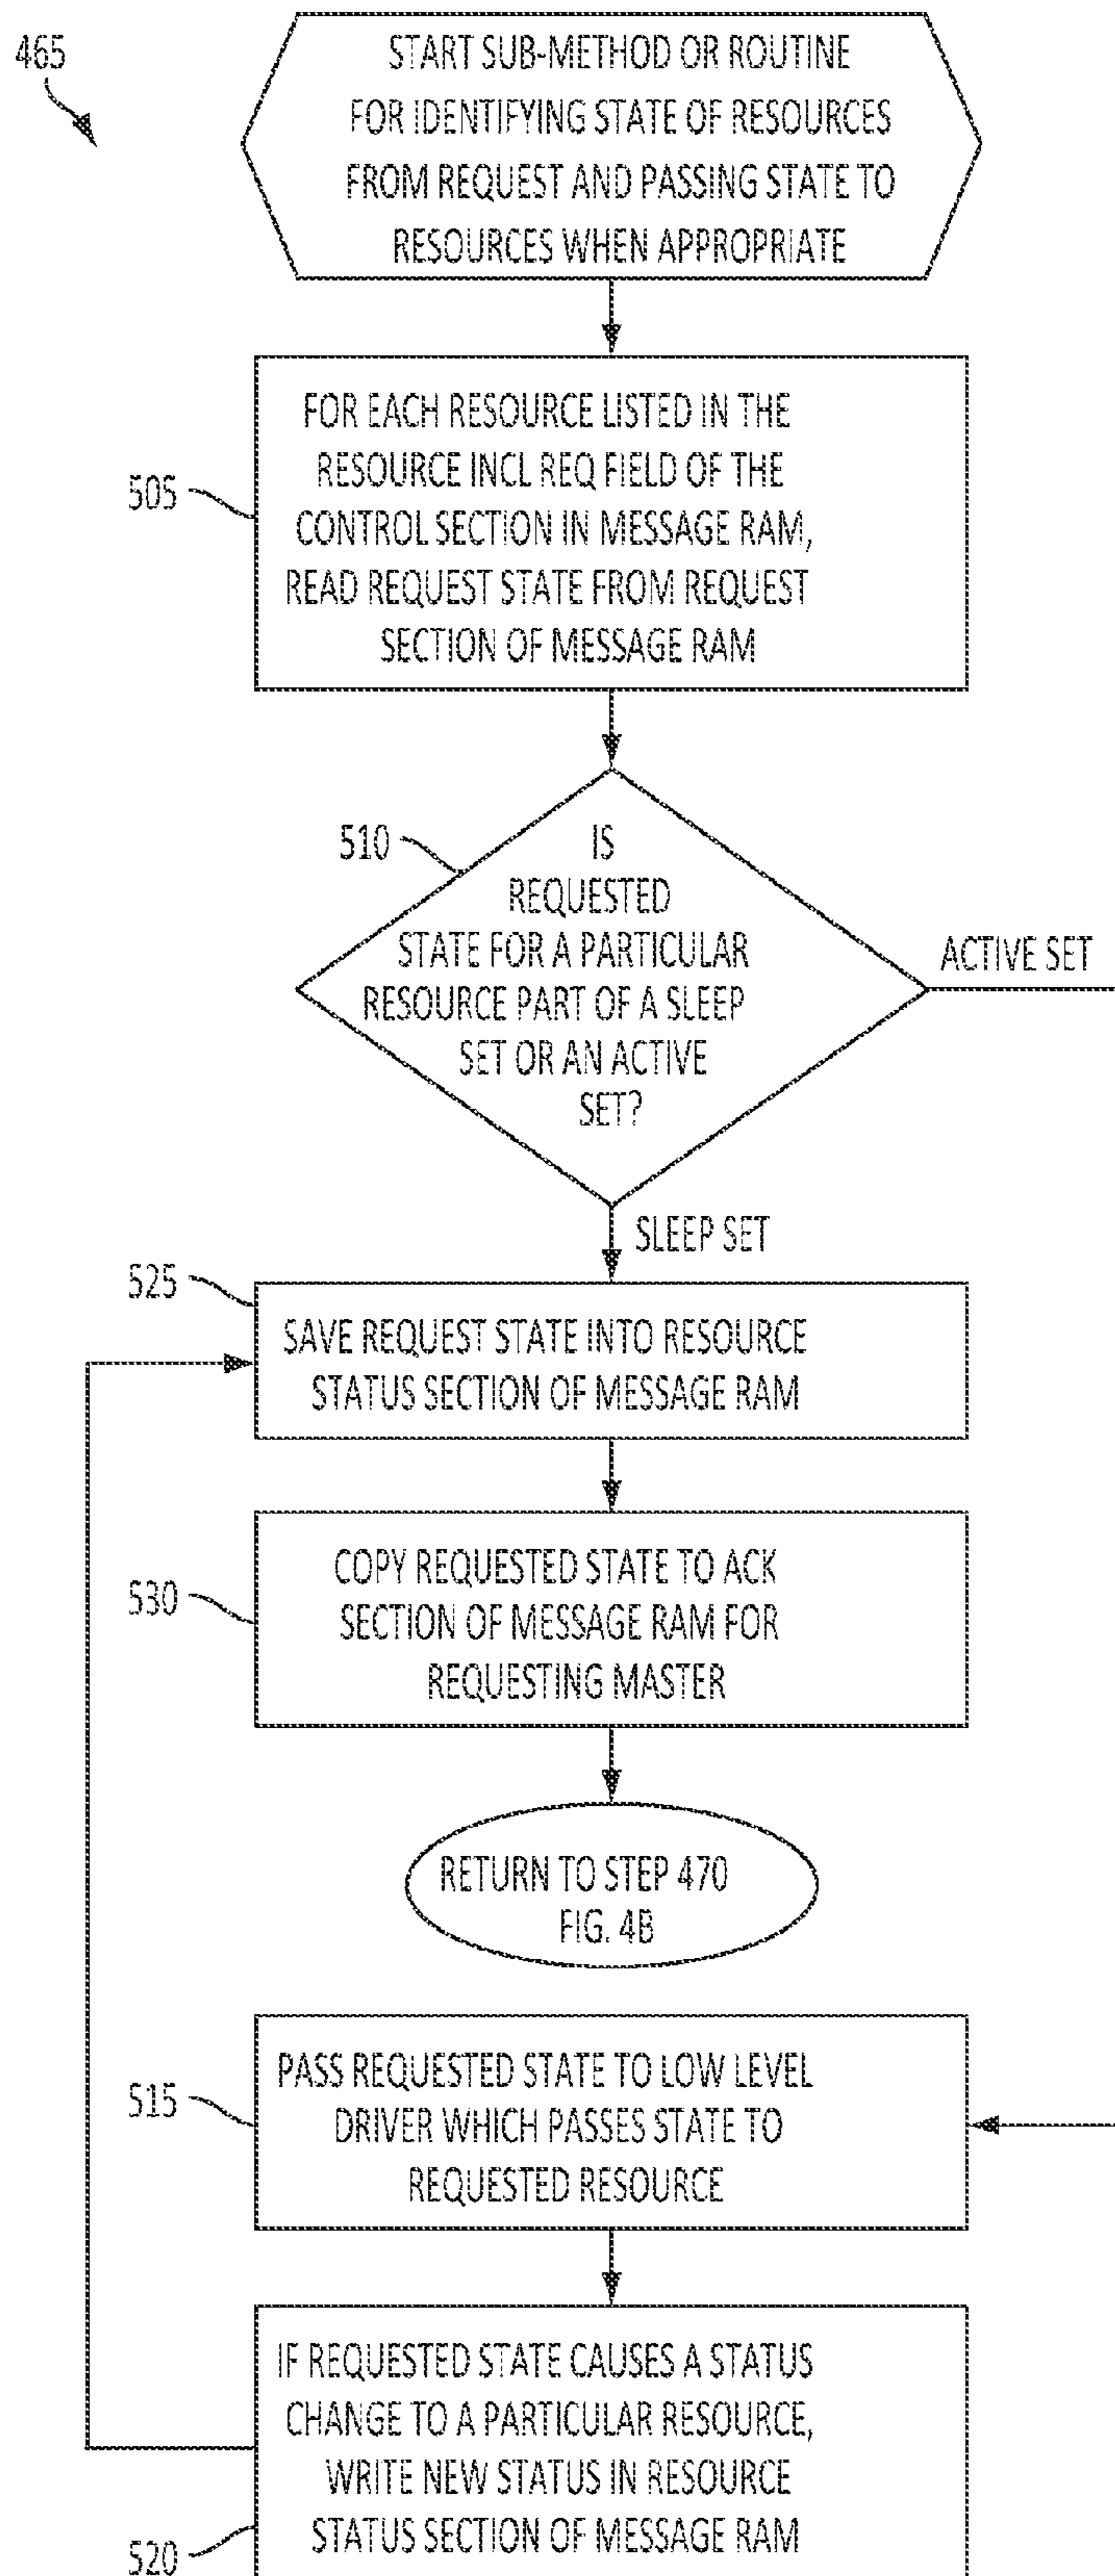 465
START SUB-METHOD OR ROUTINE
FOR IDENTIFYING STATE OF RESOURCES
FROM REQUEST AND PASSING STATE TO
RESOURCES WHEN APPROPRIATE
505
FOR EACH RESOURCE LISTED IN THE
RESOURCE INCL REQ FIELD OF THE
CONTROL SECTION IN MESSAGE RAM,
READ REQUEST STATE FROM REQUEST
SECTION OF MESSAGE RAM
510
IS
REQUESTED
STATE FOR A PARTICULAR
RESOURCE PART OF A SLEEP
SET OR AN ACTIVE
SET?
ACTIVE SET
SLEEP SET
525
SAVE REQUEST STATE INTO RESOURCE
STATUS SECTION OF MESSAGE RAM
530
COPY REQUESTED STATE TO ACK
SECTION OF MESSAGE RAM FOR
REQUESTING MASTER
RETURN TO STEP 470
FIG. 4B
515
PASS REQUESTED STATE TO LOW LEVEL
DRIVER WHICH PASSES STATE TO
REQUESTED RESOURCE
IF REQUESTED STATE CAUSES A STATUS
CHANGE TO A PARTICULAR RESOURCE,
WRITE NEW STATUS IN RESOURCE
STATUS SECTION OF MESSAGE RAM
520